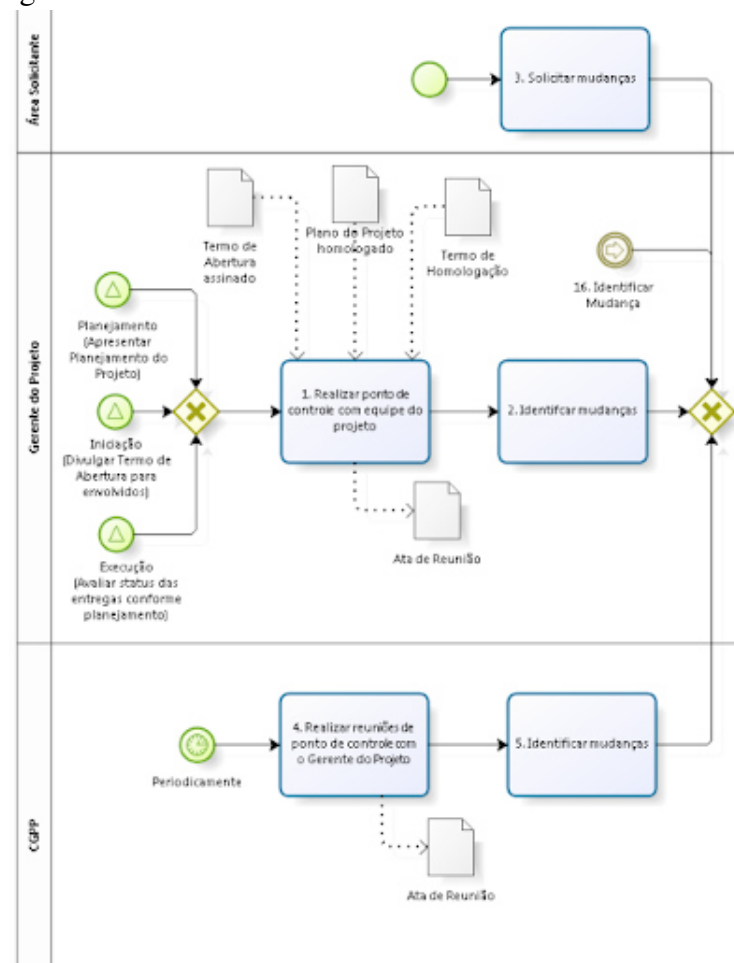 Área Solicitante
3. Solicitar mudanças
Gerente do Projeto
Termo de
Abertura
assinado
Plano do Projeto
homologado
Termo de
Homologação
16. Identificar
Mudança
Planejamento
(Apresentar
Planejamento do
Projeto)
1. Realizar ponto de
controle com equipe do
projeto
2.Identifcar mudanças
Iniciação
(Divulgar Termo de
Abertura para
envolvidos)
Ata de Reunião
Execução
(Avaliar status das
entregas conforme
planejamento)
CGPP
4. Realizar reuniões de
ponto de controle com
o Gerente do Projeto
5. Identificar mudanças
Periodicamente
Ata de Reunião